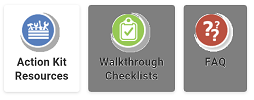 Action Kit
Resources
Walkthrough
Checklists
??
FAQ